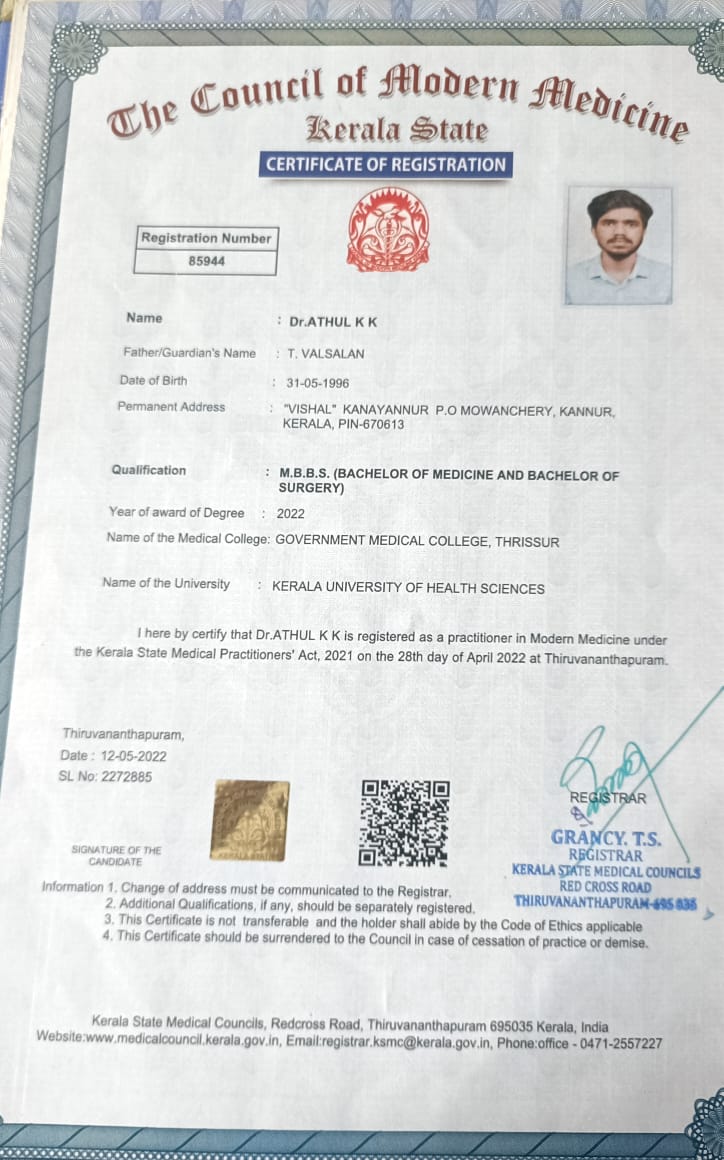 The Council of Modern Medicine
Kerala State
CERTIFICATE OF REGISTRATION
Registration Number
85944
Name : Dr.ATHUL K K
Father/Guardian's Name : T. VALSALAN
Date of Birth : 31-05-1996
Permanent Address : "VISHAL" KANAYANNUR P.O MOWANCHERY, KANNUR,
KERALA, PIN-670613
Qualification : M.B.B.S. (BACHELOR OF MEDICINE AND BACHELOR OF
SURGERY)
Year of award of Degree : 2022
Name of the Medical College: GOVERNMENT MEDICAL COLLEGE, THRISSUR
Name of the University : KERALA UNIVERSITY OF HEALTH SCIENCES
I here by certify that Dr.ATHUL K K is registered as a practitioner in Modern Medicine under
the Kerala State Medical Practitioners' Act, 2021 on the 28th day of April 2022 at Thiruvananthapuram.
Thiruvananthapuram,
Date : 12-05-2022
SL No: 2272885
REGISTRAR
GRANCY. T.S.
REGISTRAR
KERALA STATE MEDICAL COUNCILS
RED CROSS ROAD
THIRUVANANTHAPURAM-695 035
KERALA STATE
SIGNATURE OF THE
CANDIDATE
Information 1. Change of address must be communicated to the Registrar.
2. Additional Qualifications, if any, should be separately registered.
3. This Certificate is not transferable and the holder shall abide by the Code of Ethics applicable
4. This Certificate should be surrendered to the Council in case of cessation of practice or demise.
Kerala State Medical Councils, Redcross Road, Thiruvananthapuram 695035 Kerala, India
Website:www.medicalcouncil.kerala.gov.in, Email:registrar.ksmc@kerala.gov.in, Phone:office - 0471-2557227